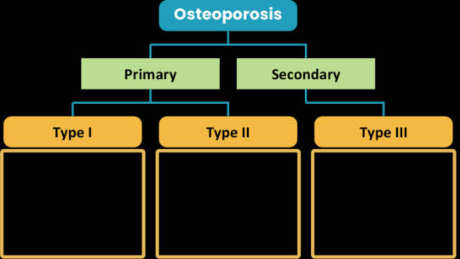 Osteoporosis
Primary
Secondary
Type I
Type II
Type III